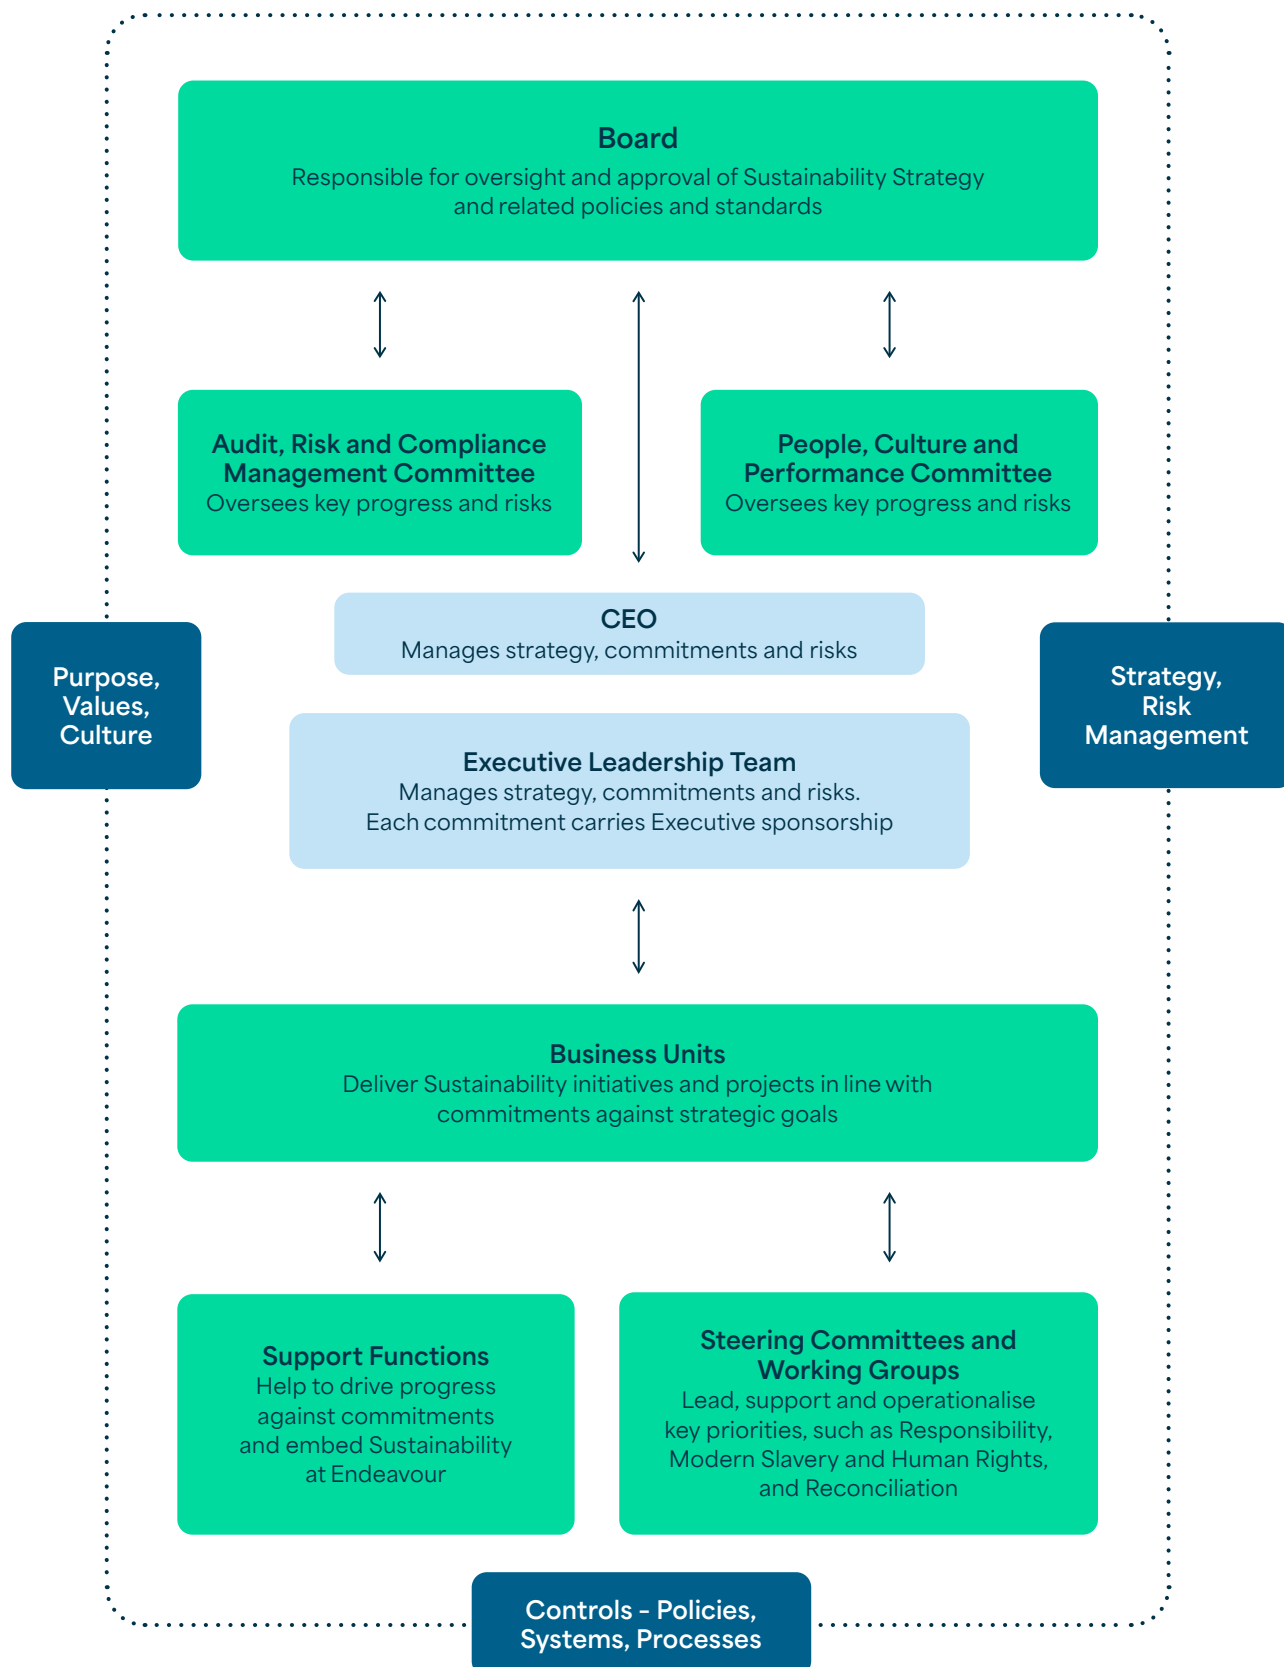 Board
Responsible for oversight and approval of Sustainability Strategy
and related policies and standards
Audit, Risk and Compliance
Management Committee
Oversees key progress and risks
People, Culture and
Performance Committee
Oversees key progress and risks
CEO
Manages strategy, commitments and risks
Purpose,
Values,
Culture
Strategy,
Risk
Management
Executive Leadership Team
Manages strategy, commitments and risks.
Each commitment carries Executive sponsorship
Business Units
Deliver Sustainability initiatives and projects in line with
commitments against strategic goals
Support Functions
Help to drive progress
against commitments
and embed Sustainability
at Endeavour
Steering Committees and
Working Groups
Lead, support and operationalise
key priorities, such as Responsibility,
Modern Slavery and Human Rights,
and Reconciliation
Controls – Policies,
Systems, Processes